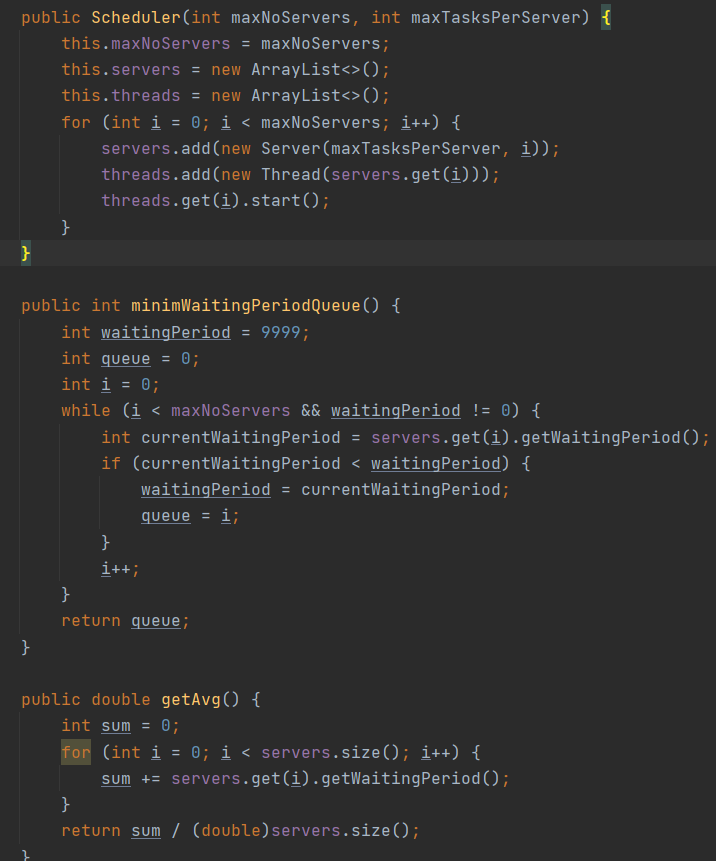 public Scheduler(int maxNoServers, int maxTasksPerServer) {
    this.maxNoServers = maxNoServers;
    this.servers = new ArrayList<>();
    this.threads = new ArrayList<>();
    for (int i = 0; i < maxNoServers; i++) {
        servers.add(new Server(maxTasksPerServer, i));
        threads.add(new Thread(servers.get(i)));
        threads.get(i).start();
    }
}
public int minimWaitingPeriodQueue() {
    int waitingPeriod = 9999;
    int queue = 0;
    int i = 0;
    while (i < maxNoServers && waitingPeriod != 0) {
        int currentWaitingPeriod = servers.get(i).getWaitingPeriod();
        if (currentWaitingPeriod < waitingPeriod) {
            waitingPeriod = currentWaitingPeriod;
            queue = i;
        }
        i++;
    }
    return queue;
}
public double getAvg() {
    int sum = 0;
    for (int i = 0; i < servers.size(); i++) {
        sum += servers.get(i).getWaitingPeriod();
    }
    return sum / (double)servers.size();
}